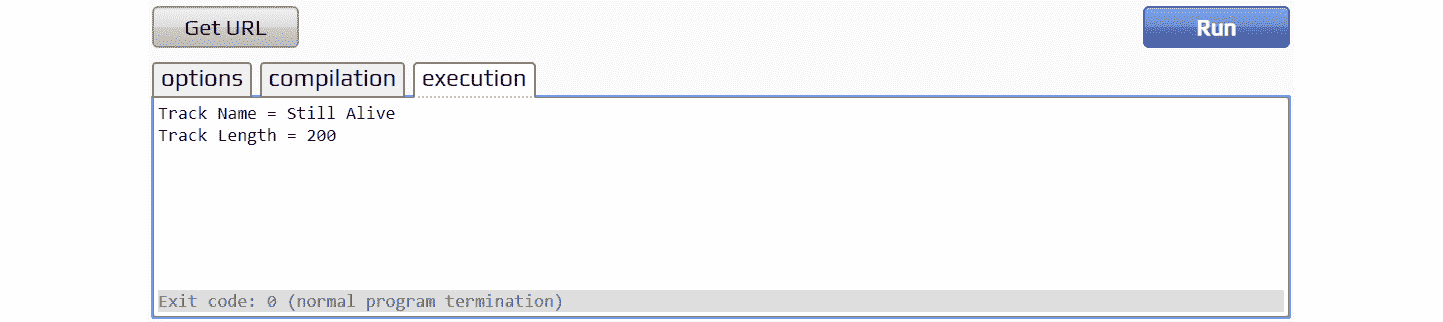 Get URL
Run
options
compilation
execution
Track Name = Still Alive
Track Length = 200
Exit code: 0 (normal program termination)